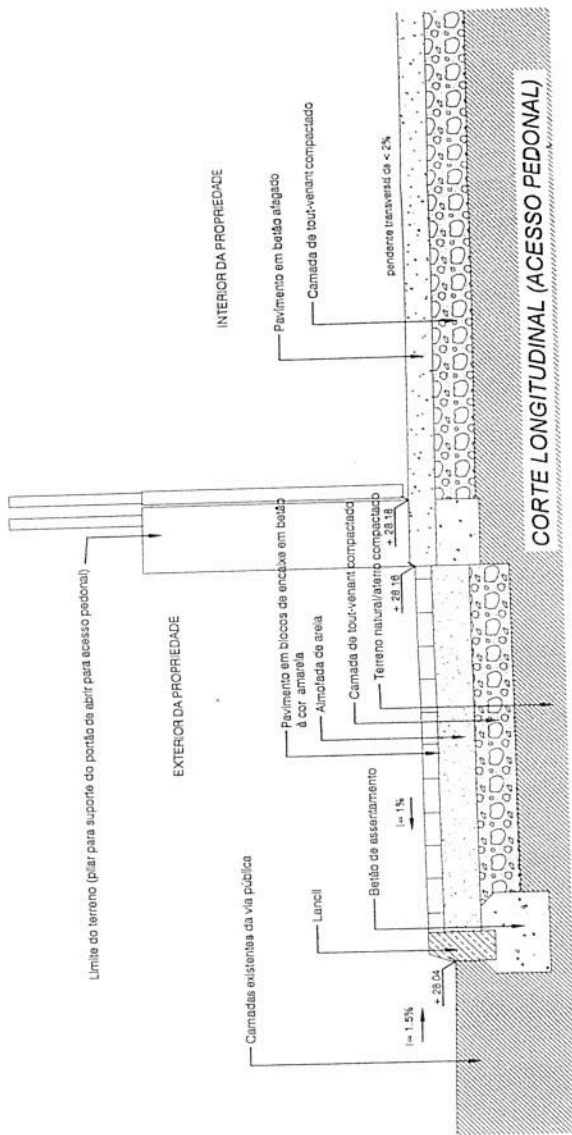 Limite do terreno (pilar para suporte do portão de abrir para acesso pedonal)
EXTERIOR DA PROPRIEDADE
INTERIOR DA PROPRIEDADE
Camadas existentes da via pública
Lancil
Betão de assentamento
Pavimento em blocos de encaixe em betão
à cor amarela
Almofada de areia
Camada de tout-venant compactado
Terreno natural/aterro compactado
Pavimento em betão afagado
Camada de tout-venant compactado
pendente transversal de < 2%
I= 1.5%
+ 28.04
I= 1%
+ 28.16
+ 28.18
CORTE LONGITUDINAL (ACESSO PEDONAL)